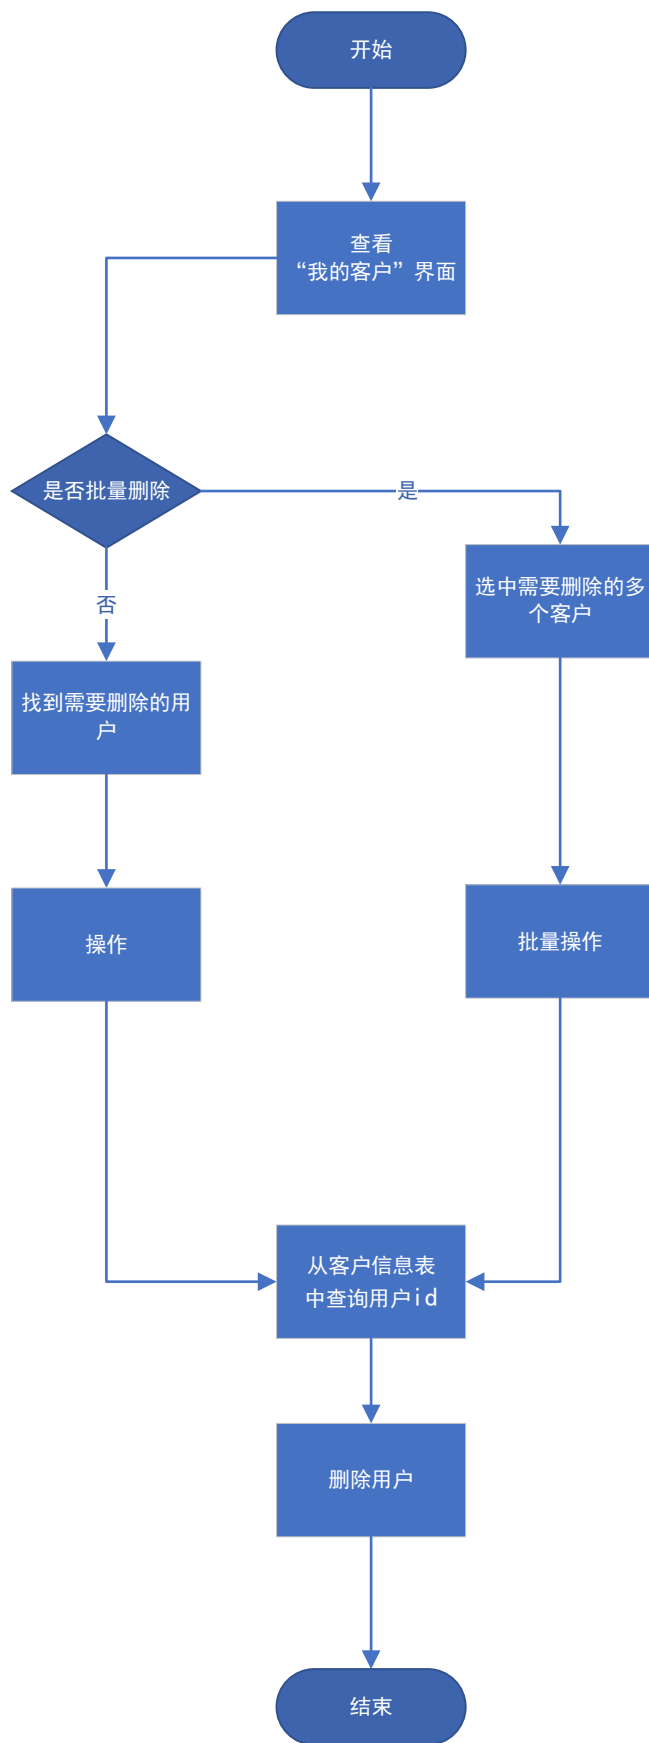 开始
查看
“我的客户”界面
是否批量删除
是
选中需要删除的多
个客户
否
找到需要删除的用
户
操作
批量操作
从客户信息表
中查询用户id
删除用户
结束